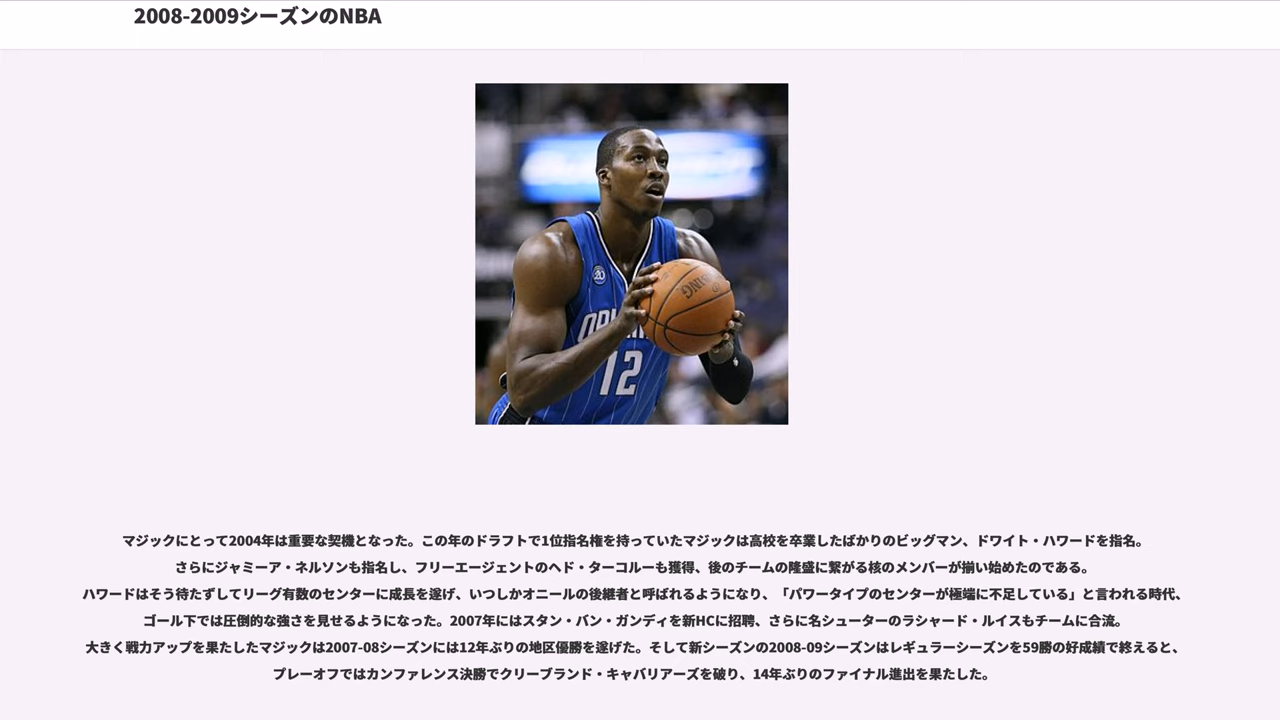 2008-2009シーズンのNBA
12
マジックにとって2004年は重要な契機となった。この年のドラフトで1位指名権を持っていたマジックは高校を卒業したばかりのビッグマン、ドワイト・ハワードを指名。
さらにジャミーア・ネルソンも指名し、フリーエージェントのヘド・ターコルーも獲得、後のチームの隆盛に繋がる核のメンバーが揃い始めたのである。
ハワードはそう待たずしてリーグ有数のセンターに成長を遂げ、いつしかオニールの後継者と呼ばれるようになり、「パワータイプのセンターが極端に不足している」と言われる時代、
ゴール下では圧倒的な強さを見せるようになった。2007年にはスタン・バン・ガンディを新HCに招聘、さらに名シューターのラシャード・ルイスもチームに合流。
大きく戦力アップを果たしたマジックは2007-08シーズンには12年ぶりの地区優勝を遂げた。そして新シーズンの2008-09シーズンはレギュラーシーズンを59勝の好成績で終えると、
プレーオフではカンファレンス決勝でクリーブランド・キャバリアーズを破り、14年ぶりのファイナル進出を果たした。